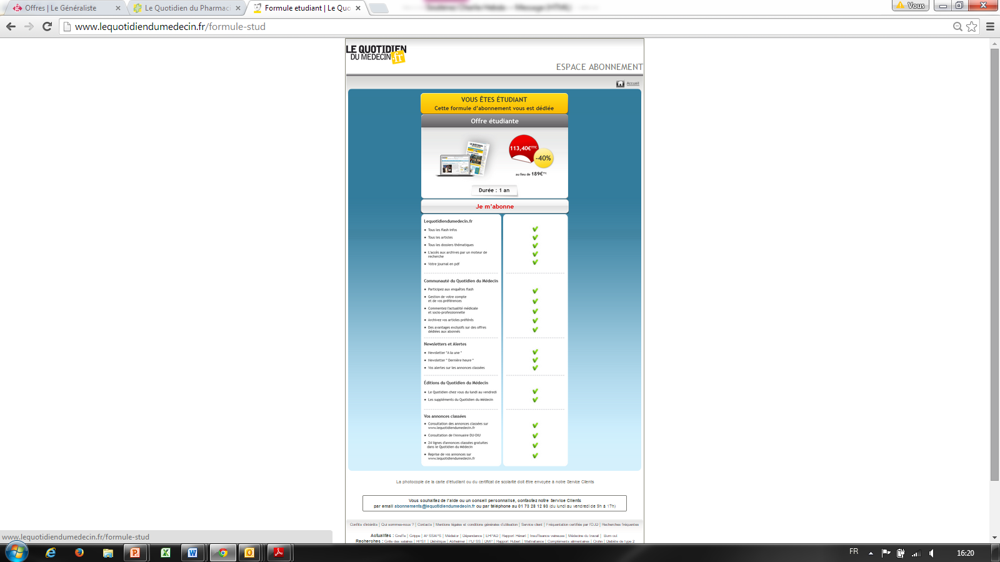 Offres | Le Généraliste
Le Quotidien du Pharmaci
Formule etudiant | Le Quo
Vous
www.lequotidiendumedecin.fr/formule-stud
LE QUOTIDIEN
DU MEDECIN .fr
ESPACE ABONNEMENT
Accueil
VOUS ÊTES ÉTUDIANT
Cette formule d'abonnement vous est dédiée
Offre étudiante
113,40€TTC
-40%
au lieu de 189€TTC
Durée : 1 an
Je m'abonne
Lequotidiendumedecin.fr
• Tous les flash infos
• Tous les articles
• Tous les dossiers thématiques
• L'accès aux archives par un moteur de
recherche
• Votre journal en pdf
Communauté du Quotidien du Médecin
• Participez aux enquêtes flash
• Gestion de votre compte
et de vos préférences
• Commentez l'actualité médicale
et socio-professionnelle
• Archivez vos articles préférés
• Des avantages exclusifs sur des offres
dédiées aux abonnés
Newsletters et Alertes
• Newsletter "A la une "
• Newsletter " Dernière heure "
• Vos alertes sur les annonces classées
Éditions du Quotidien du Médecin
• Le Quotidien chez vous du lundi au vendredi
• Les suppléments du Quotidien du Médecin
Vos annonces classées
• Consultation des annonces classées sur
www.lequotidiendumedecin.fr
• Consultation de l'Annuaire DU-DIU
• 24 lignes d'annonces classées gratuites
dans le Quotidien du Médecin
• Reprise de vos annonces sur
www.lequotidiendumedecin.fr
La photocopie de la carte d'étudiant ou du certificat de scolarité doit être envoyée à notre Service Clients
Vous souhaitez de l'aide ou un conseil personnalisé, contactez notre Service Clients
par email abonnements@lequotidiendumedecin.fr ou par téléphone au 01 73 28 12 93 (du lundi au vendredi de 9h à 17h)
Conflits d'intérêts | Qui sommes-nous ? | Contacts | Mentions légales et conditions générales d'utilisation | Service client | Fréquentation certifiée par l'OJD | Recherches fréquentes
Actualités : Greffe | Grippe | AFSSAPS | Médiator | Dépendance | EHPAD | Rapport Hénart | Insuffisance veineuse | Médecine du travail | Burn out
Recherches : Grille des salaires | HPST | Diététique | Alzheimer | PLFSS | DMP | Rapport Hubert | Maltraitance | Compléments alimentaires | Crohn | Diabète de type 2
www.lequotidiendumedecin.fr/formule-stud
FR
16:20